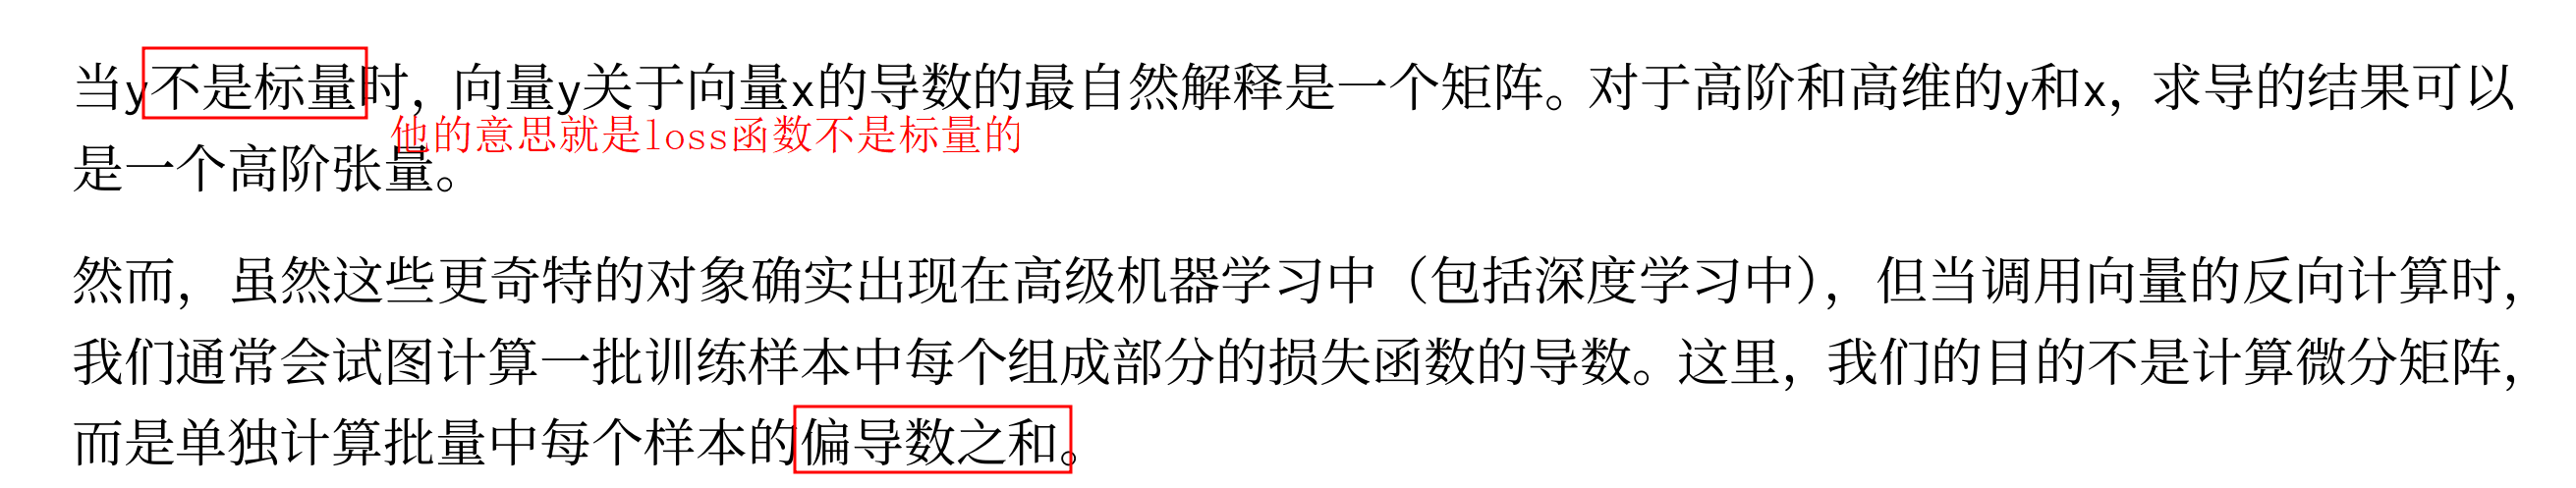 当y不是标量时，向量y关于向量x的导数的最自然解释是一个矩阵。对于高阶和高维的y和x，求导的结果可以
他的意思就是loss函数不是标量的
是一个高阶张量。
然而，虽然这些更奇特的对象确实出现在高级机器学习中（包括深度学习中），但当调用向量的反向计算时，
我们通常会试图计算一批训练样本中每个组成部分的损失函数的导数。这里，我们的目的不是计算微分矩阵，
而是单独计算批量中每个样本的偏导数之和。